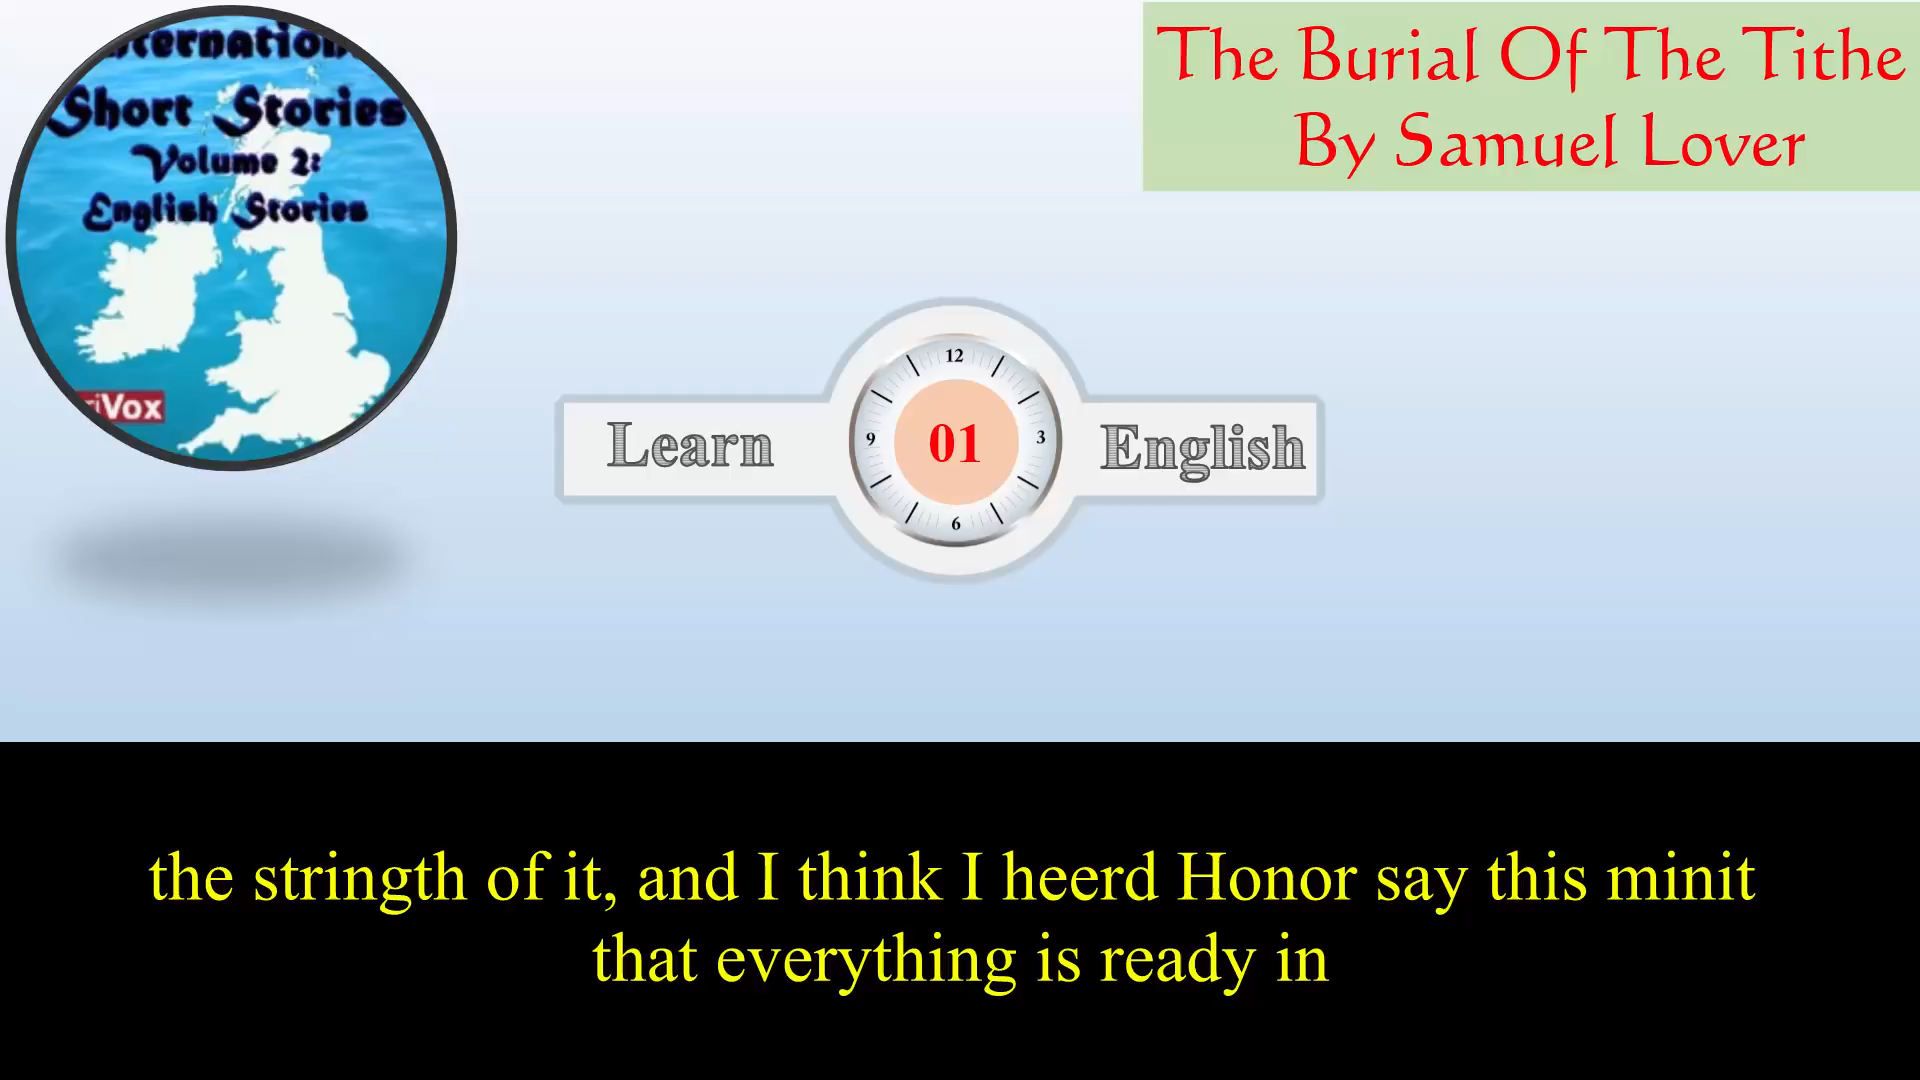 The Burial Of The Tithe
By Samuel Lover
Short Stories
Volume 2:
English Stories
Vox
12
9
3
6
Learn
01
English
the stringth of it, and I think I heerd Honor say this minit
that everything is ready in